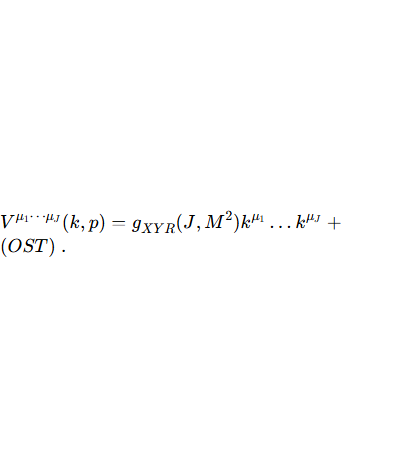 V^{μ_1⋯μ_J}(k, p) = g_{XYR}(J, M^2)k^{μ_1} … k^{μ_J} +
(OST) .